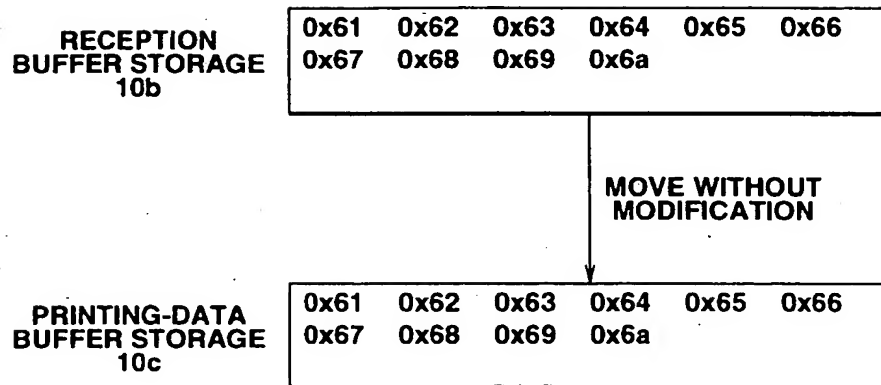 RECEPTION
BUFFER STORAGE
10b
0x61 0x62 0x63 0x64 0x65 0x66
0x67 0x68 0x69 0x6a
MOVE WITHOUT
MODIFICATION
PRINTING-DATA
BUFFER STORAGE
10c
0x61 0x62 0x63 0x64 0x65 0x66
0x67 0x68 0x69 0x6a